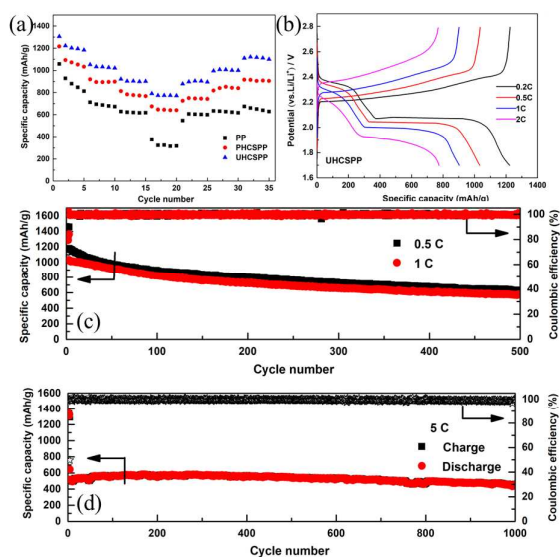 (a)
Specific capacity (mAh/g)
1400
1200
1000
800
600
400
200
0
PP
PHCSPP
UHCSPP
0 5 10 15 20 25 30 35
Cycle number
(b)
Potential (vs.Li/Li+) / V
2.8
2.6
2.4
2.2
2.0
1.8
1.6
0.2C
0.5C
1C
2C
UHCSPP
0 200 400 600 800 1000 1200 1400
Specific capacity (mAh/g)
(c)
Specific capacity (mAh/g)
1600
1400
1200
1000
800
600
400
200
0
0.5 C
1 C
100
80
60
40
20
0
Coulombic efficiency (%)
0 100 200 300 400 500
Cycle number
(d)
Specific capacity (mAh/g)
1600
1400
1200
1000
800
600
400
200
0
5 C
Charge
Discharge
100
80
60
40
20
0
Coulombic efficiency (%)
0 200 400 600 800 1000
Cycle number